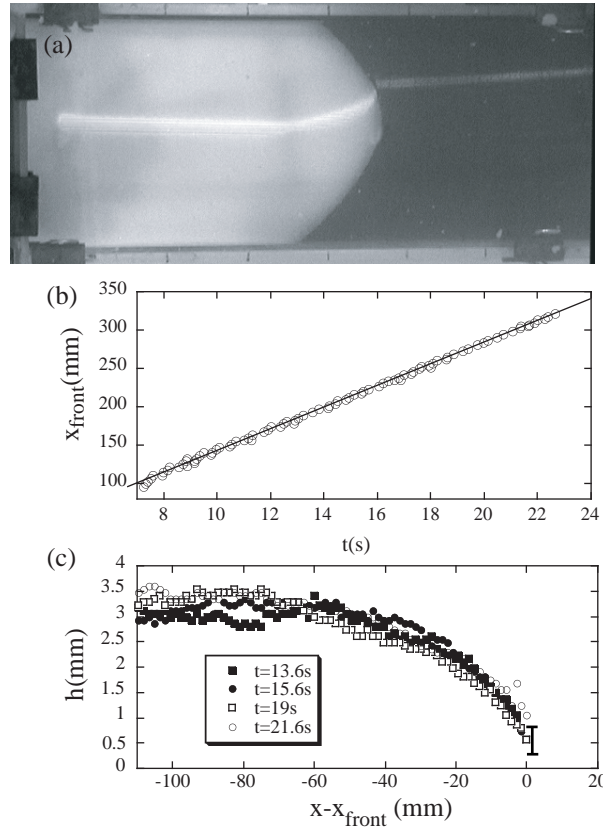 (a)
(b)
350
300
250
200
150
100
x_front(mm)
8 10 12 14 16 18 20 22 24
t(s)
(c)
4
3.5
3
2.5
2
1.5
1
0.5
0
h(mm)
t=13.6s
t=15.6s
t=19s
t=21.6s
-100 -80 -60 -40 -20 0 20
x-x_front (mm)